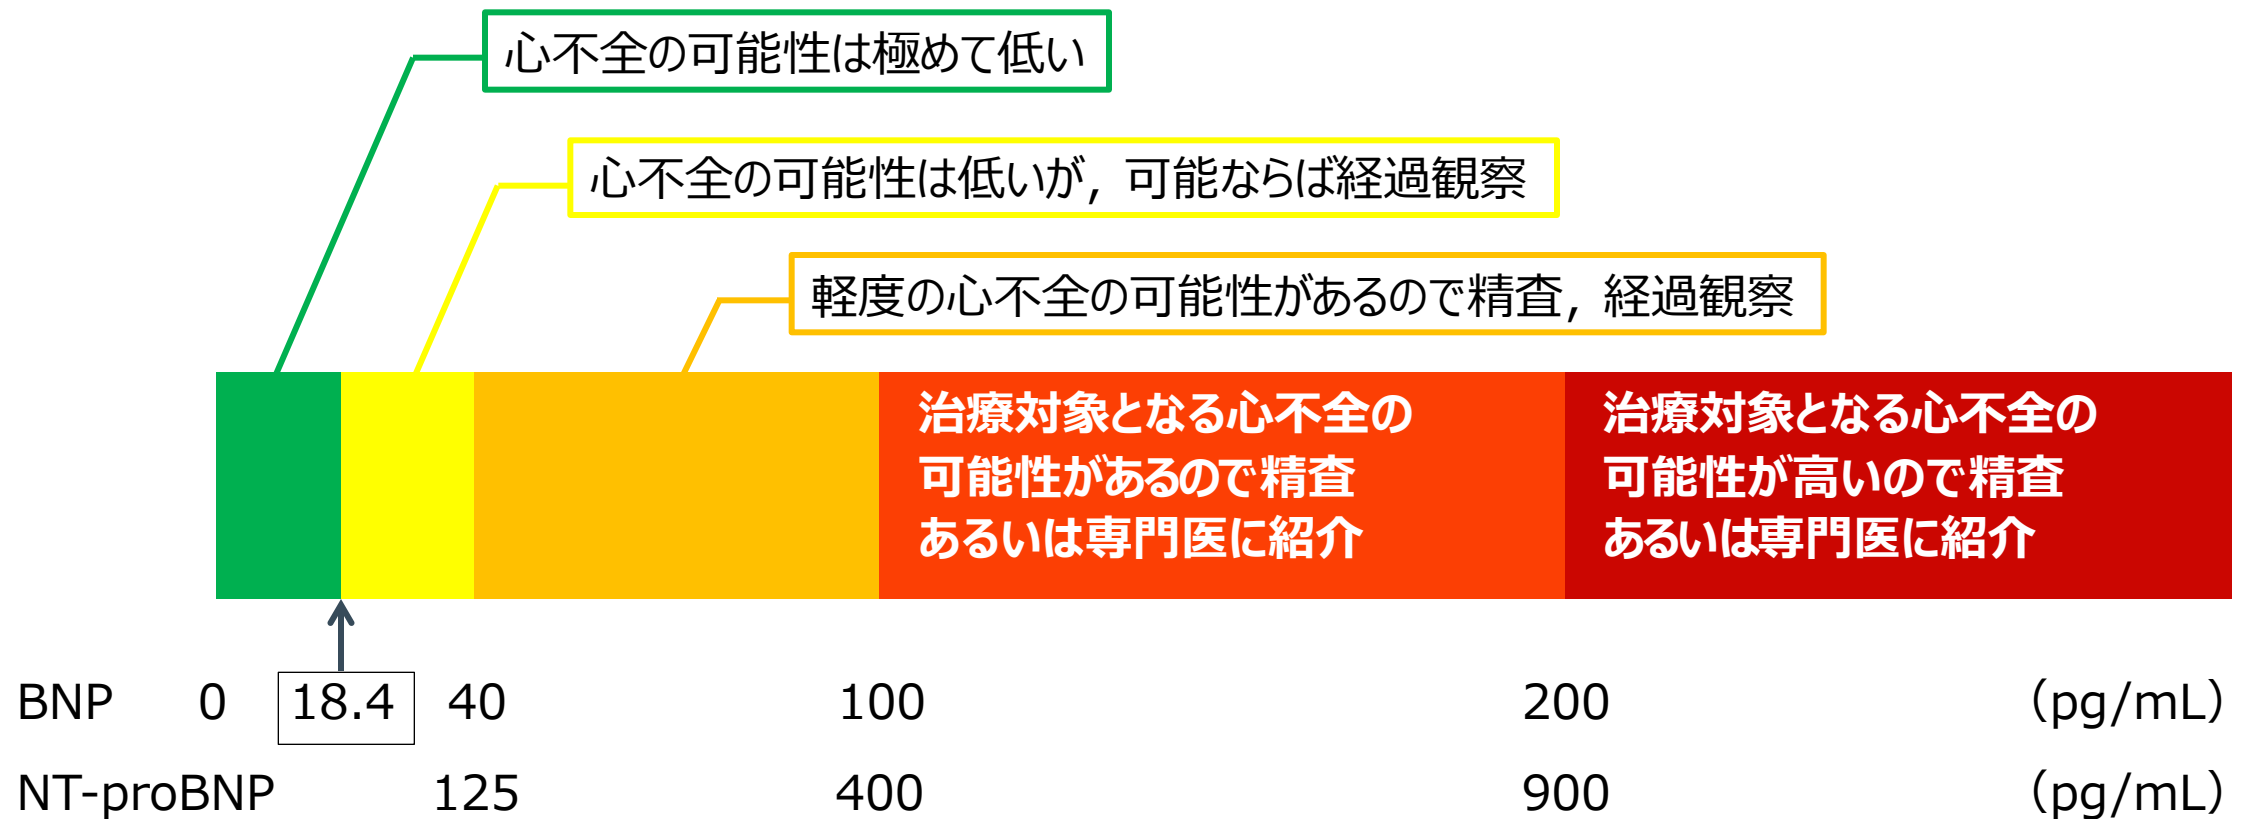 心不全の可能性は極めて低い
心不全の可能性は低いが, 可能ならば経過観察
軽度の心不全の可能性があるので精査, 経過観察
治療対象となる心不全の
可能性があるので精査
あるいは専門医に紹介
治療対象となる心不全の
可能性が高いので精査
あるいは専門医に紹介
BNP 0 18.4 40 100 200 (pg/mL)
NT-proBNP 125 400 900 (pg/mL)